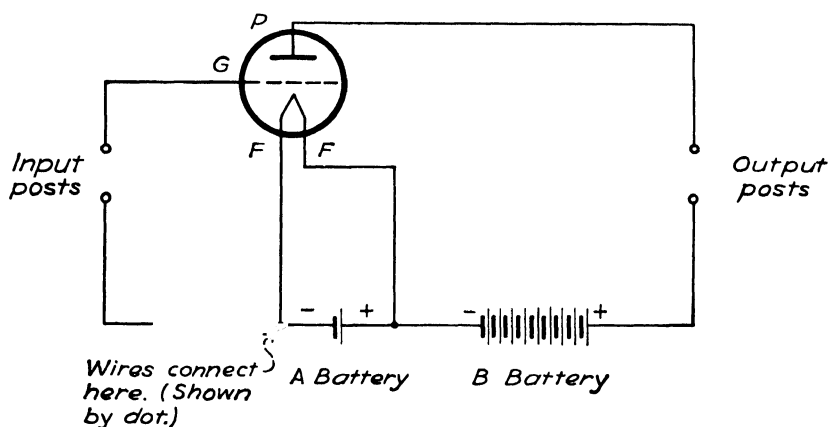 P
G
F F
Input
posts
Output
posts
- +
- +
Wires connect
here. (Shown
by dot.)
A Battery
B Battery